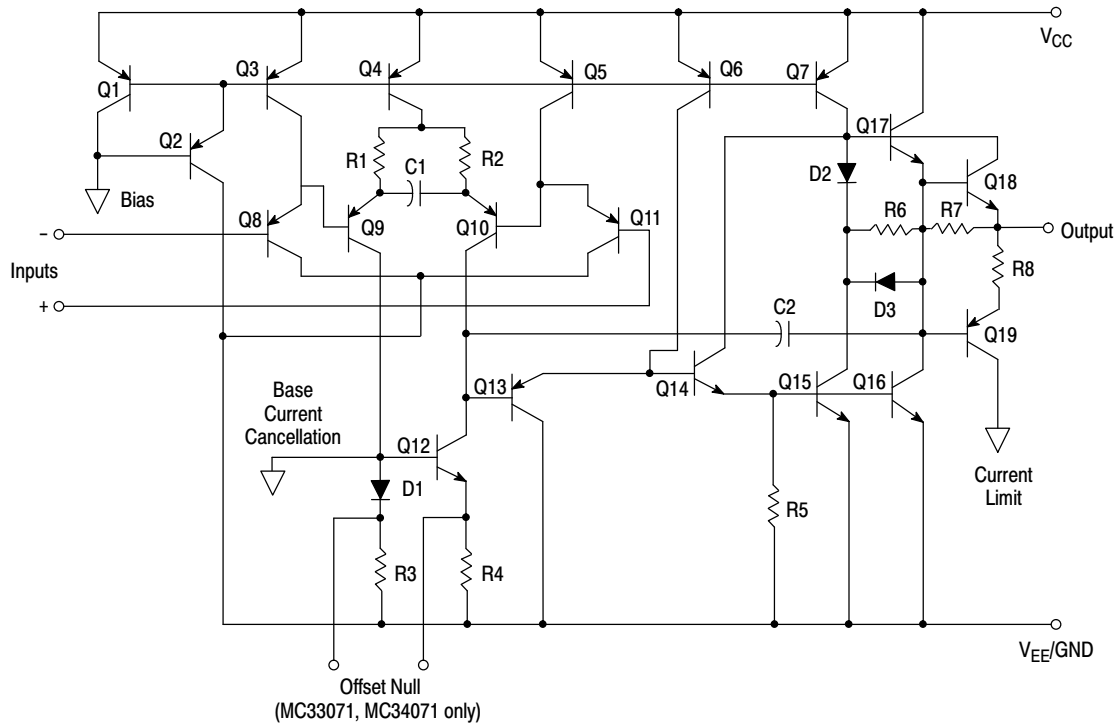 VCC
Q1
Q3
Q4
Q5
Q6
Q7
Q2
Q17
Bias
R1
C1
R2
D2
Q18
Q8
Q9
Q10
Q11
R6
R7
Output
−
Inputs
+
D3
R8
C2
Q19
Q13
Q14
Q15
Q16
Base
Current
Cancellation
Q12
D1
Current
Limit
R5
R3
R4
VEE/GND
Offset Null
(MC33071, MC34071 only)